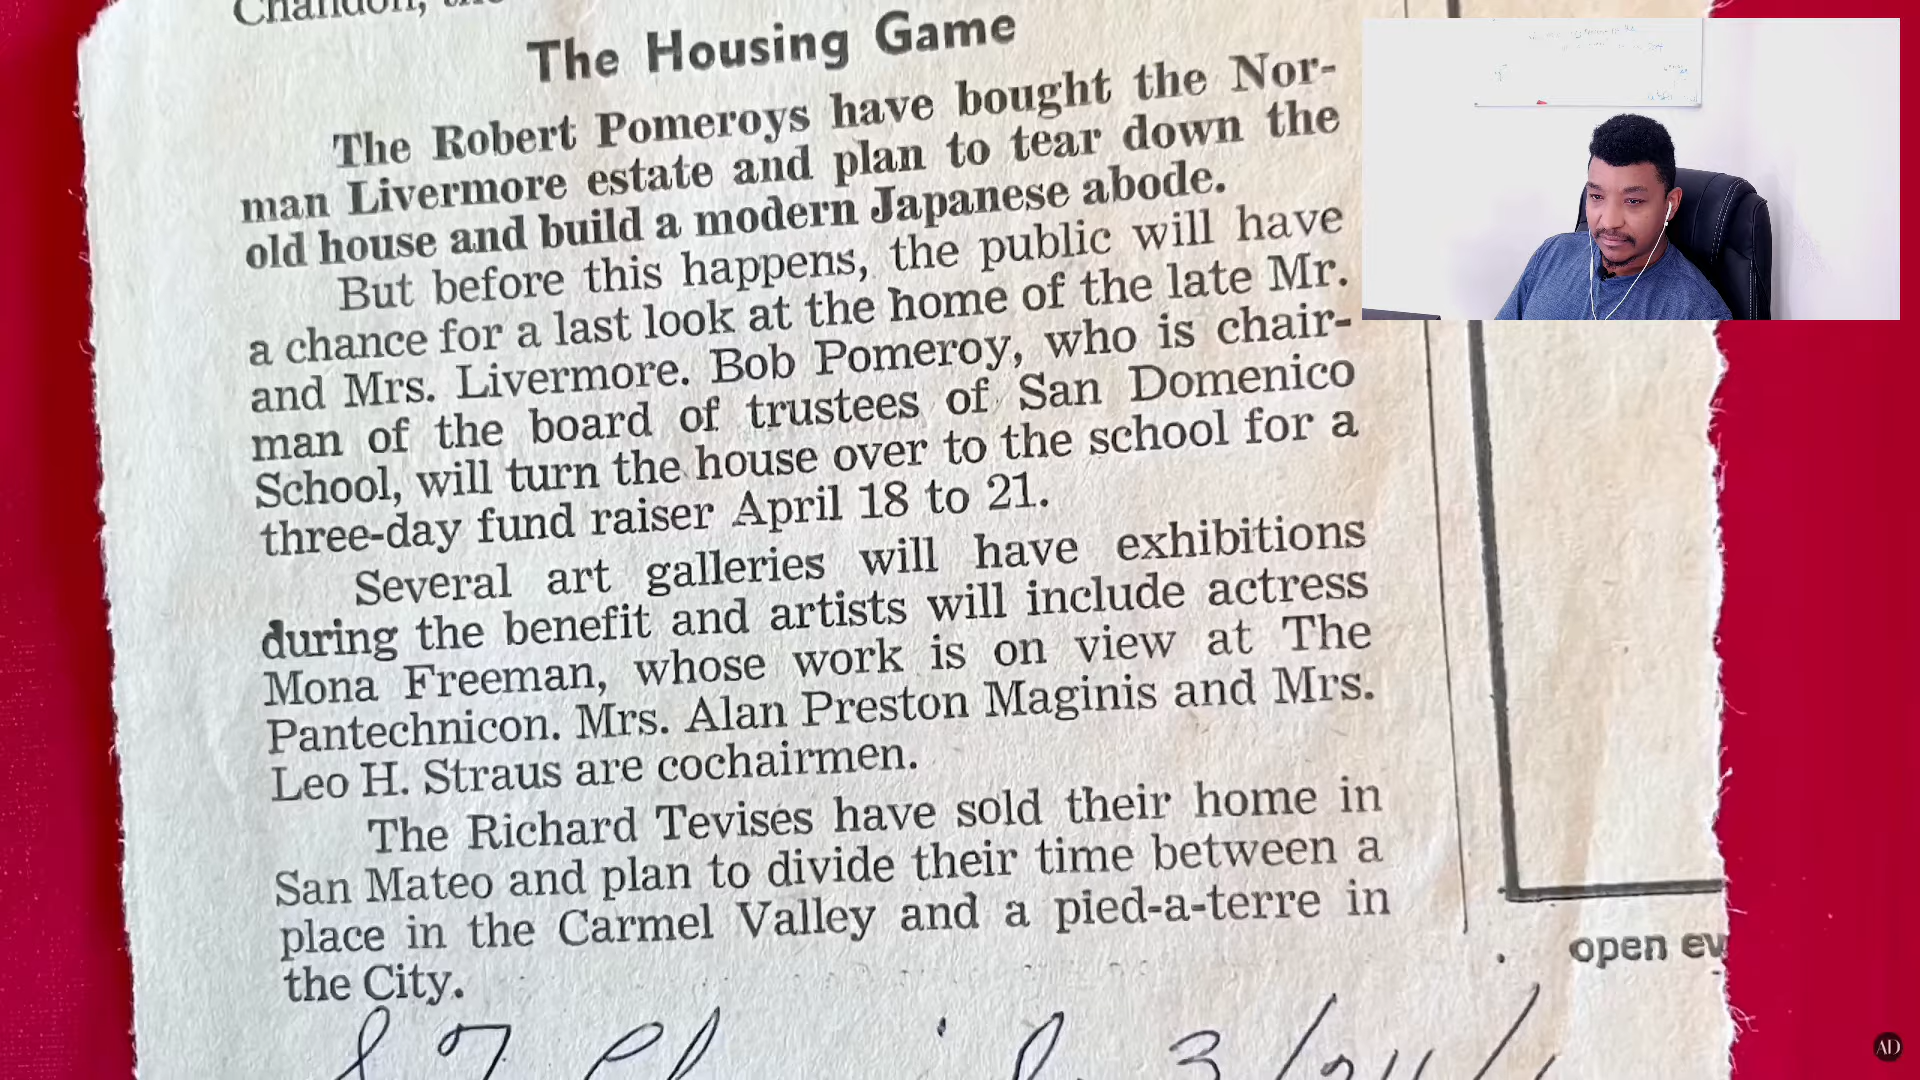 The Housing Game
The Robert Pomeroys have bought the Nor-
man Livermore estate and plan to tear down the
old house and build a modern Japanese abode.
But before this happens, the public will have
a chance for a last look at the home of the late Mr.
and Mrs. Livermore. Bob Pomeroy, who is chair-
man of the board of trustees of San Domenico
School, will turn the house over to the school for a
three-day fund raiser April 18 to 21.
Several art galleries will have exhibitions
during the benefit and artists will include actress
Mona Freeman, whose work is on view at The
Pantechnicon. Mrs. Alan Preston Maginis and Mrs.
Leo H. Straus are cochairmen.
The Richard Tevises have sold their home in
San Mateo and plan to divide their time between a
place in the Carmel Valley and a pied-a-terre in
the City.
open
AD